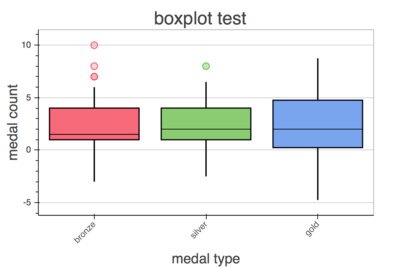 boxplot test
10
5
0
-5
medal count
bronze
silver
gold
medal type